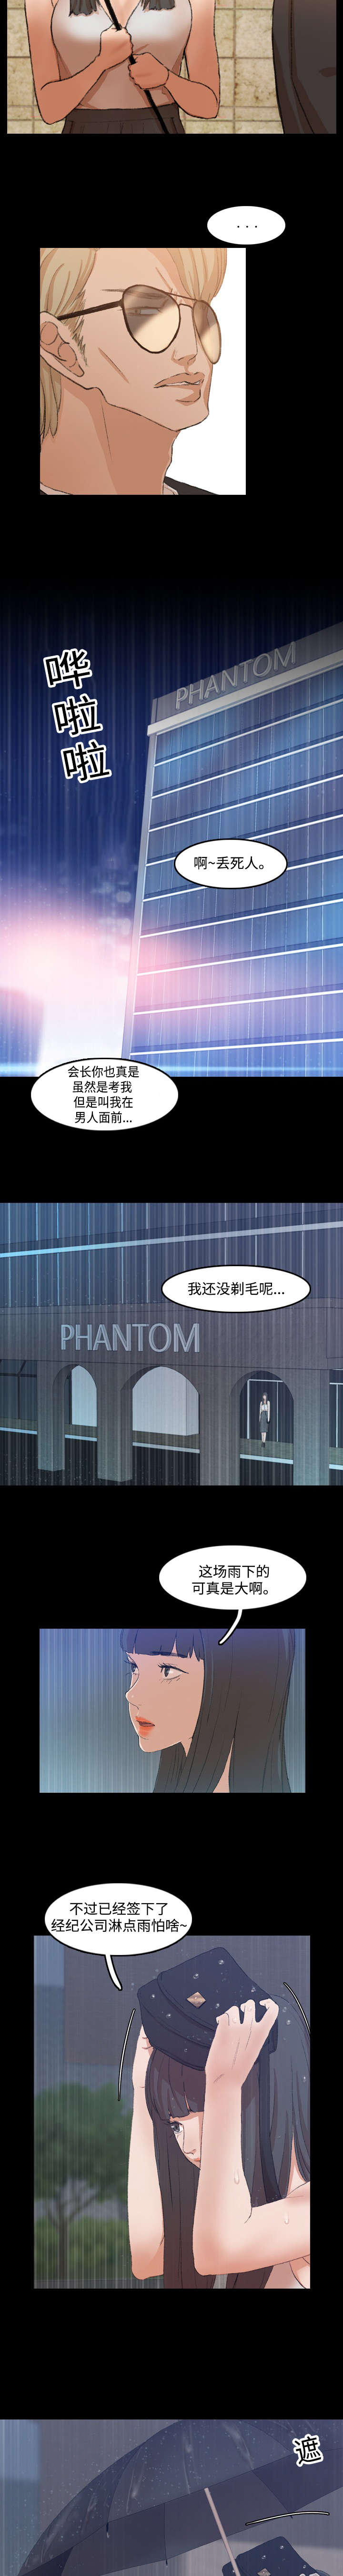 ...
哗
啦
啦
PHANTOM
啊~丢死人。
会长你也真是
虽然是考我
但是叫我在
男人面前...
我还没剃毛呢...
PHANTOM
这场雨下的
可真是大啊。
不过已经签下了
经纪公司淋点雨怕啥~
遮